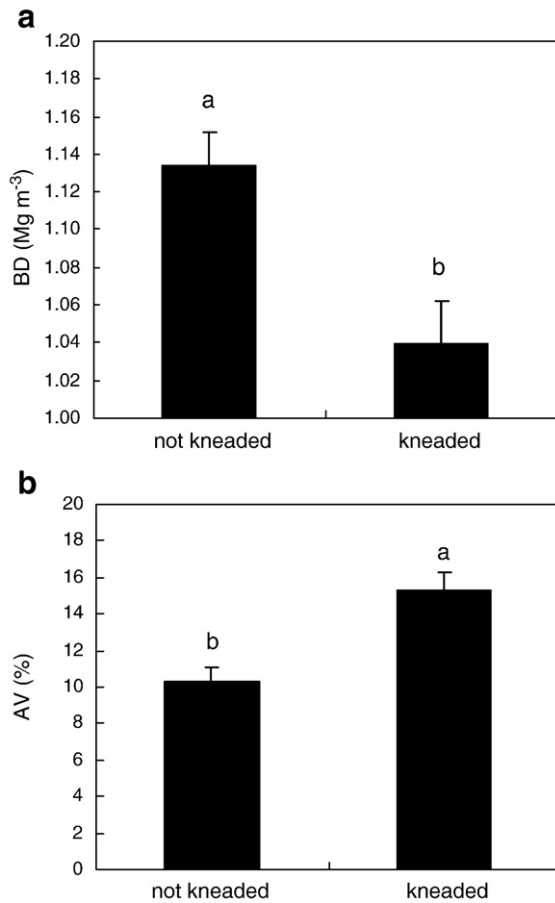 a
1.20
1.18
1.16
1.14
1.12
1.10
1.08
1.06
1.04
1.02
1.00
BD (Mg m-3)
a
b
not kneaded kneaded
b
20
18
16
14
12
10
8
6
4
2
0
AV (%)
b
a
not kneaded kneaded